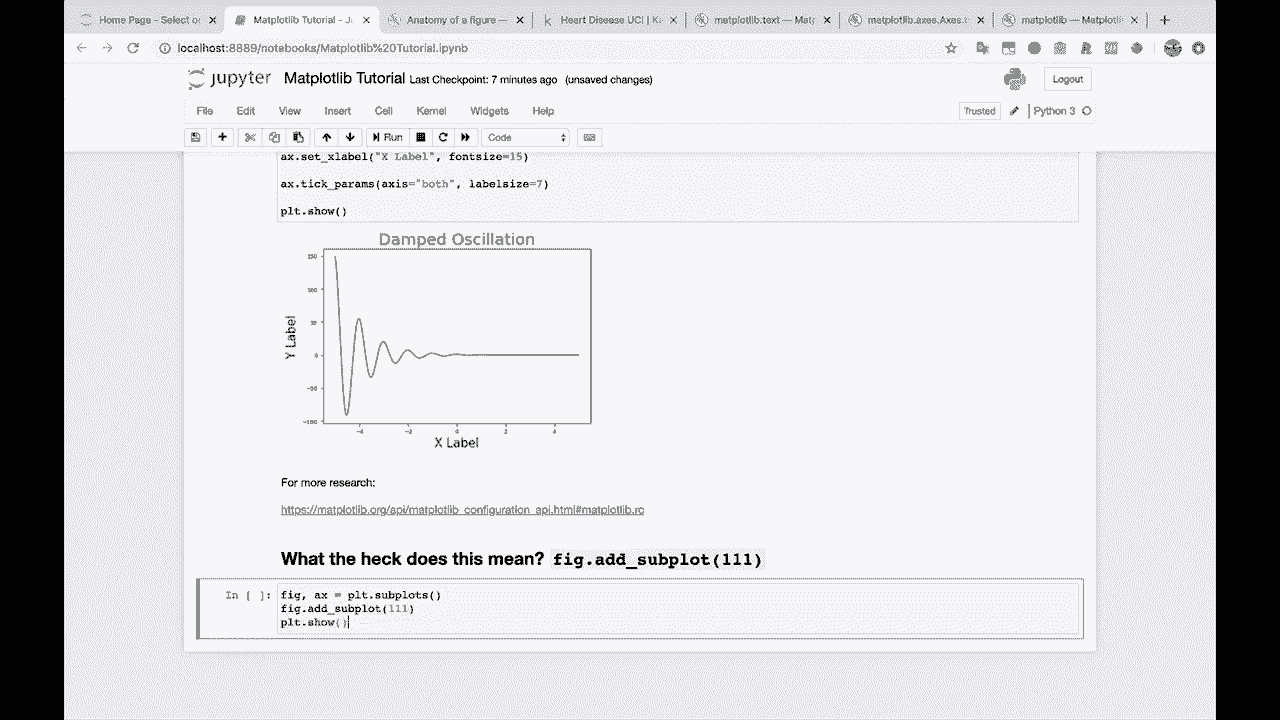 Home Page - Select or
Matplotlib Tutorial - Ju
Anatomy of a figure —
Heart Disease UCI | Ka
matplotlib.text — Matp
matplotlib.axes.Axes.t
matplotlib — Matplotli
localhost:8889/notebooks/Matplotlib%20Tutorial.ipynb
jupyter Matplotlib Tutorial Last Checkpoint: 7 minutes ago (unsaved changes)
Logout
File Edit View Insert Cell Kernel Widgets Help
Trusted Python 3
Run Code
ax.set_xlabel("X Label", fontsize=15)
ax.tick_params(axis="both", labelsize=7)
plt.show()
Damped Oscillation
150
100
50
0
-50
-100
Y Label
-4 -2 0 2 4
X Label
For more research:
https://matplotlib.org/api/matplotlib_configuration_api.html#matplotlib.rc
What the heck does this mean? fig.add_subplot(111)
In [ ]: fig, ax = plt.subplots()
fig.add_subplot(111)
plt.show()